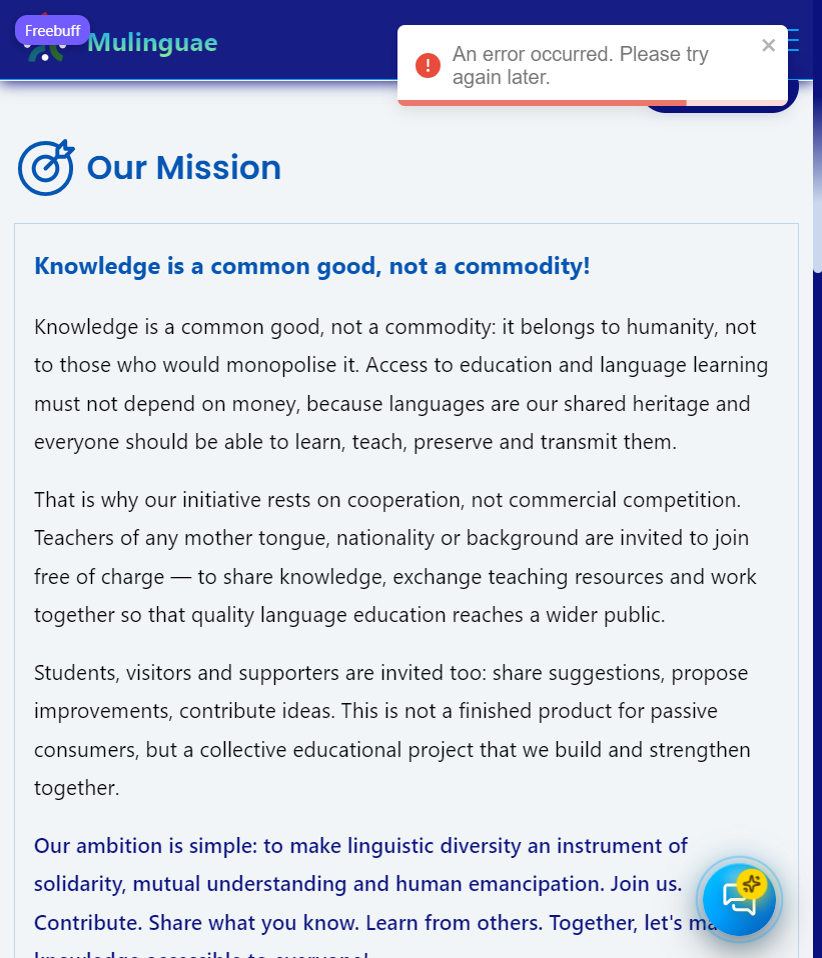 Freebuff
Mulinguae
An error occurred. Please try
again later.
Our Mission
Knowledge is a common good, not a commodity!
Knowledge is a common good, not a commodity: it belongs to humanity, not
to those who would monopolise it. Access to education and language learning
must not depend on money, because languages are our shared heritage and
everyone should be able to learn, teach, preserve and transmit them.
That is why our initiative rests on cooperation, not commercial competition.
Teachers of any mother tongue, nationality or background are invited to join
free of charge — to share knowledge, exchange teaching resources and work
together so that quality language education reaches a wider public.
Students, visitors and supporters are invited too: share suggestions, propose
improvements, contribute ideas. This is not a finished product for passive
consumers, but a collective educational project that we build and strengthen
together.
Our ambition is simple: to make linguistic diversity an instrument of
solidarity, mutual understanding and human emancipation. Join us.
Contribute. Share what you know. Learn from others. Together, let's
knowledge accessible to everyone!